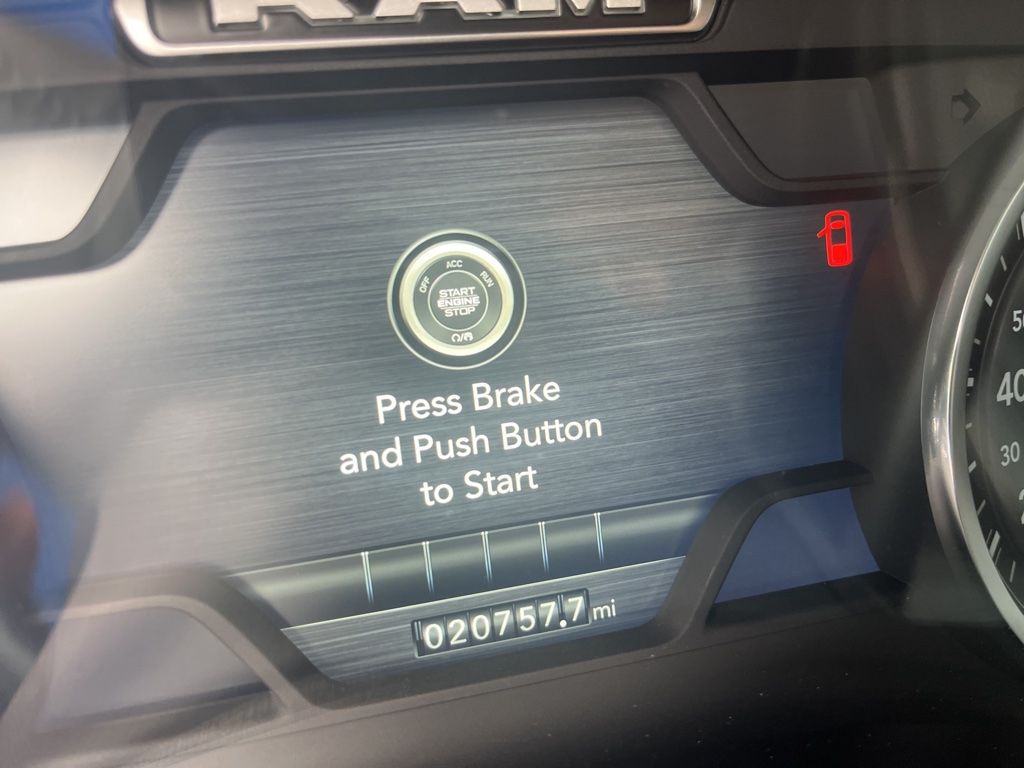 RAM
OFF ACC RUN
START
ENGINE
STOP
Press Brake
and Push Button
to Start
020757.7 mi
40
30